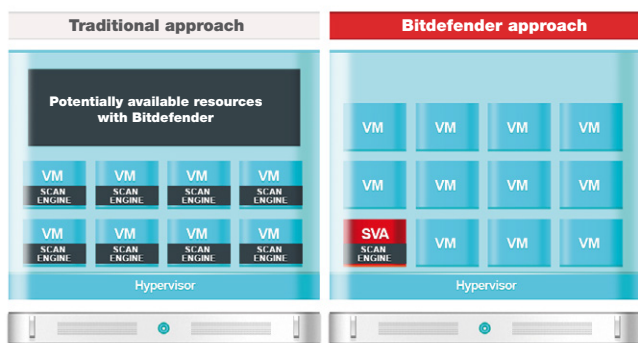 Traditional approach
Potentially available resources
with Bitdefender
VM VM VM VM
SCAN SCAN SCAN SCAN
ENGINE ENGINE ENGINE ENGINE
VM VM VM VM
SCAN SCAN SCAN SCAN
ENGINE ENGINE ENGINE ENGINE
Hypervisor
Bitdefender approach
VM VM VM VM
VM VM VM VM
SVA VM VM VM
SCAN
ENGINE
Hypervisor